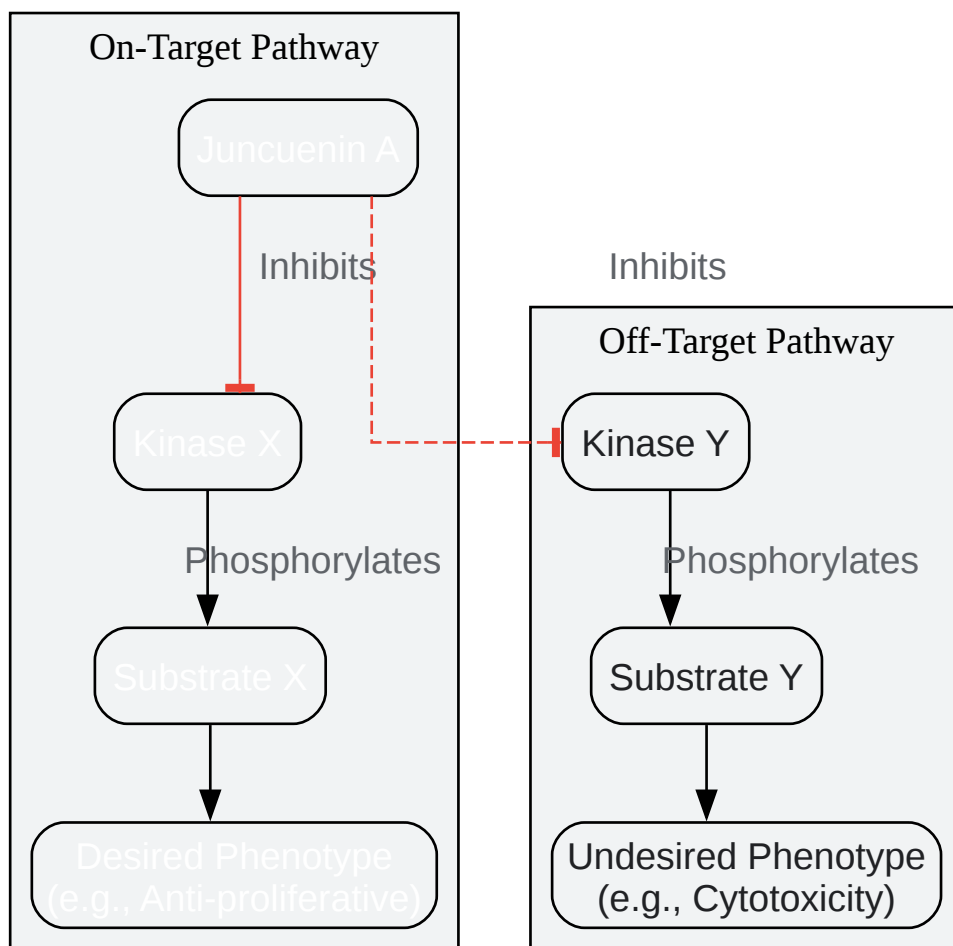 On-Target Pathway
Juncuenin A
Inhibits
Inhibits
Off-Target Pathway
Kinase X
Kinase Y
Phosphorylates
Phosphorylates
Substrate X
Substrate Y
Desired Phenotype
(e.g., Anti-proliferative)
Undesired Phenotype
(e.g., Cytotoxicity)